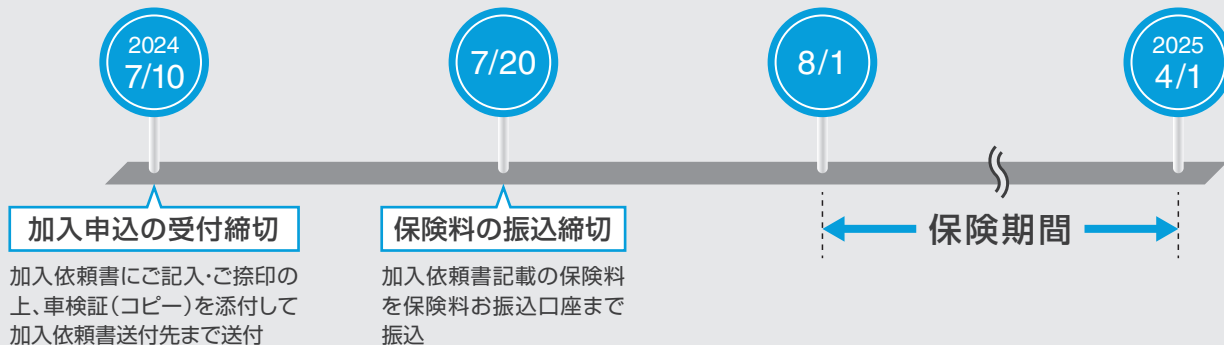 2024
7/10
7/20
8/1
2025
4/1
加入申込の受付締切
加入依頼書にご記入・ご捺印の
上、車検証（コピー）を添付して
加入依頼書送付先まで送付
保険料の振込締切
加入依頼書記載の保険料
を保険料お振込口座まで
振込
保険期間